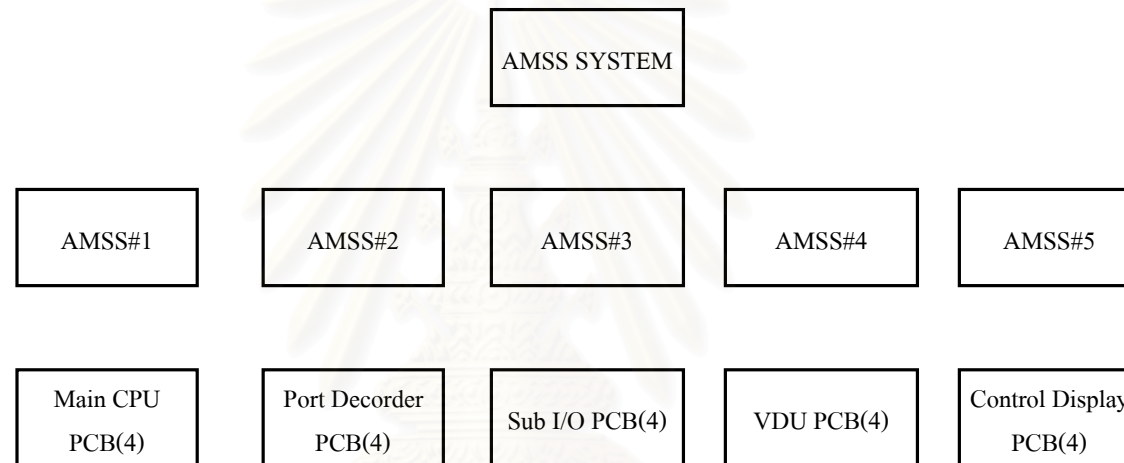 AMSS SYSTEM
AMSS#1
AMSS#2
AMSS#3
AMSS#4
AMSS#5
Main CPU
PCB(4)
Port Decorder
PCB(4)
Sub I/O PCB(4)
VDU PCB(4)
Control Display
PCB(4)